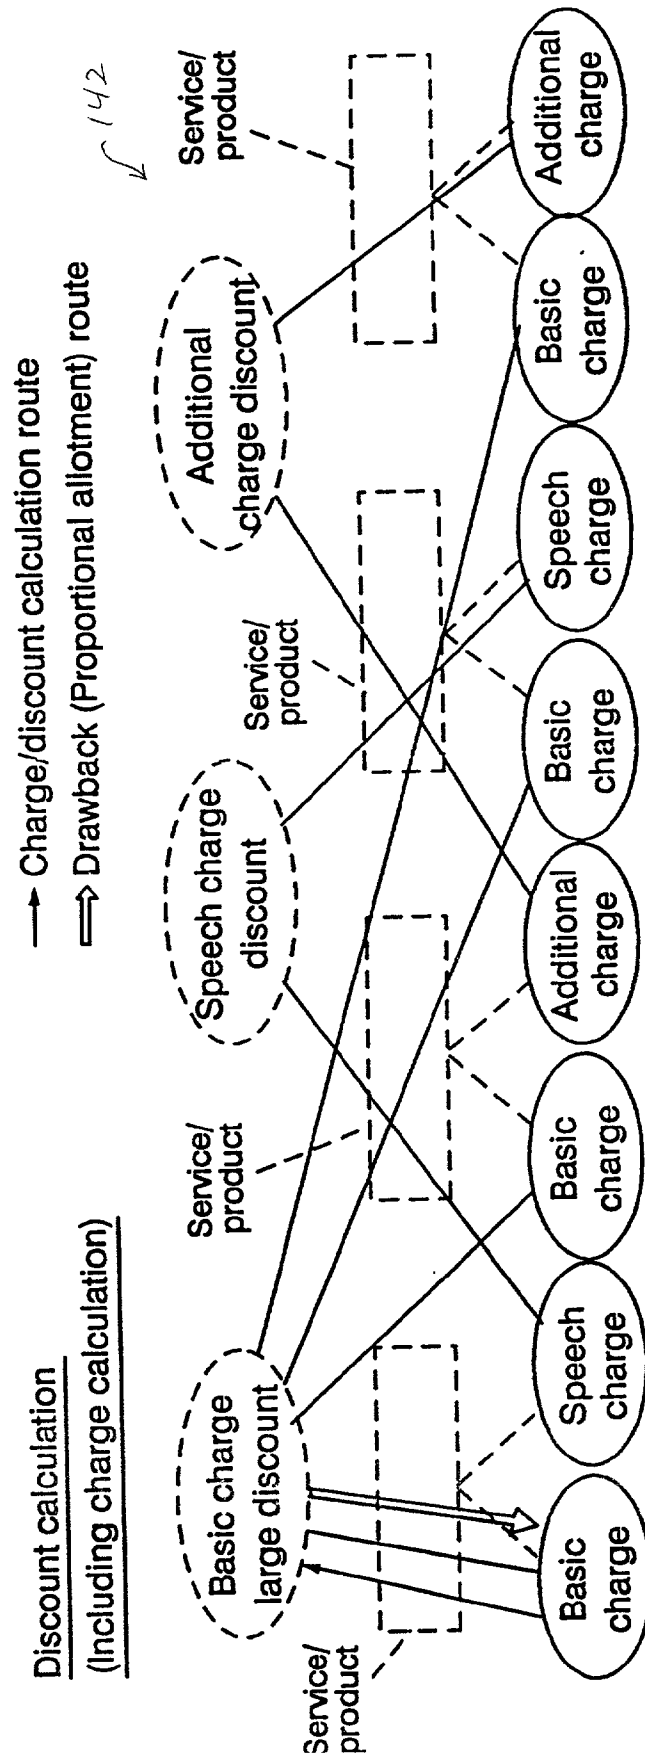 Discount calculation
(Including charge calculation)
→ Charge/discount calculation route
⇒ Drawback (Proportional allotment) route
142
Basic charge
large discount
Speech charge
discount
Additional
charge discount
Service/
product
Service/
product
Service/
product
Service/
product
Basic
charge
Speech
charge
Basic
charge
Additional
charge
Basic
charge
Speech
charge
Basic
charge
Additional
charge